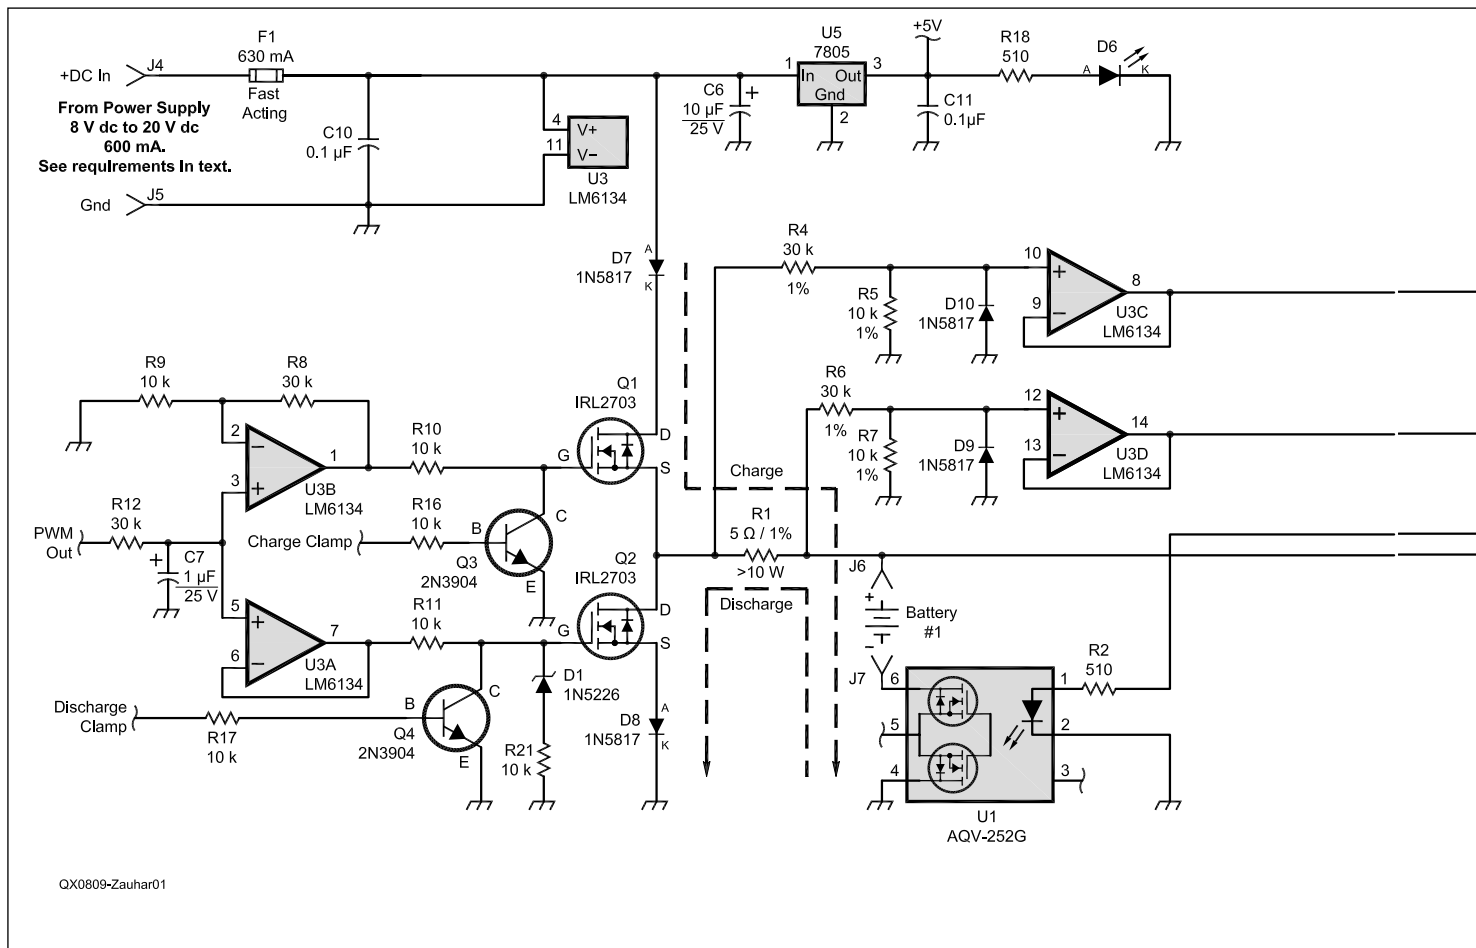 F1
630 mA
Fast
Acting
J4
+DC In
From Power Supply
8 V dc to 20 V dc
600 mA.
See requirements In text.
J5
Gnd
C10
0.1 µF
4
V+
11
V−
U3
LM6134
C6
10 µF
25 V
+
U5
7805
1
In
Out
3
Gnd
2
+5V
C11
0.1µF
R18
510
D6
A
K
D7
1N5817
A
K
R4
30 k
1%
R5
10 k
1%
D10
1N5817
10
+
9
−
8
U3C
LM6134
R6
30 k
1%
R7
10 k
1%
D9
1N5817
12
+
13
−
14
U3D
LM6134
R9
10 k
R8
30 k
2
−
3
+
1
U3B
LM6134
R10
10 k
Q1
IRL2703
G
D
S
R12
30 k
PWM
Out
+
C7
1 µF
25 V
Charge Clamp
R16
10 k
B
C
E
Q3
2N3904
Charge
R1
5 Ω / 1%
>10 W
Discharge
Q2
IRL2703
G
D
S
5
+
6
−
7
U3A
LM6134
R11
10 k
D1
1N5226
Discharge
Clamp
R17
10 k
B
C
E
Q4
2N3904
R21
10 k
D8
1N5817
A
K
J6
+
Battery
#1
−
J7
6
5
4
1
2
3
R2
510
U1
AQV-252G
QX0809-Zauhar01